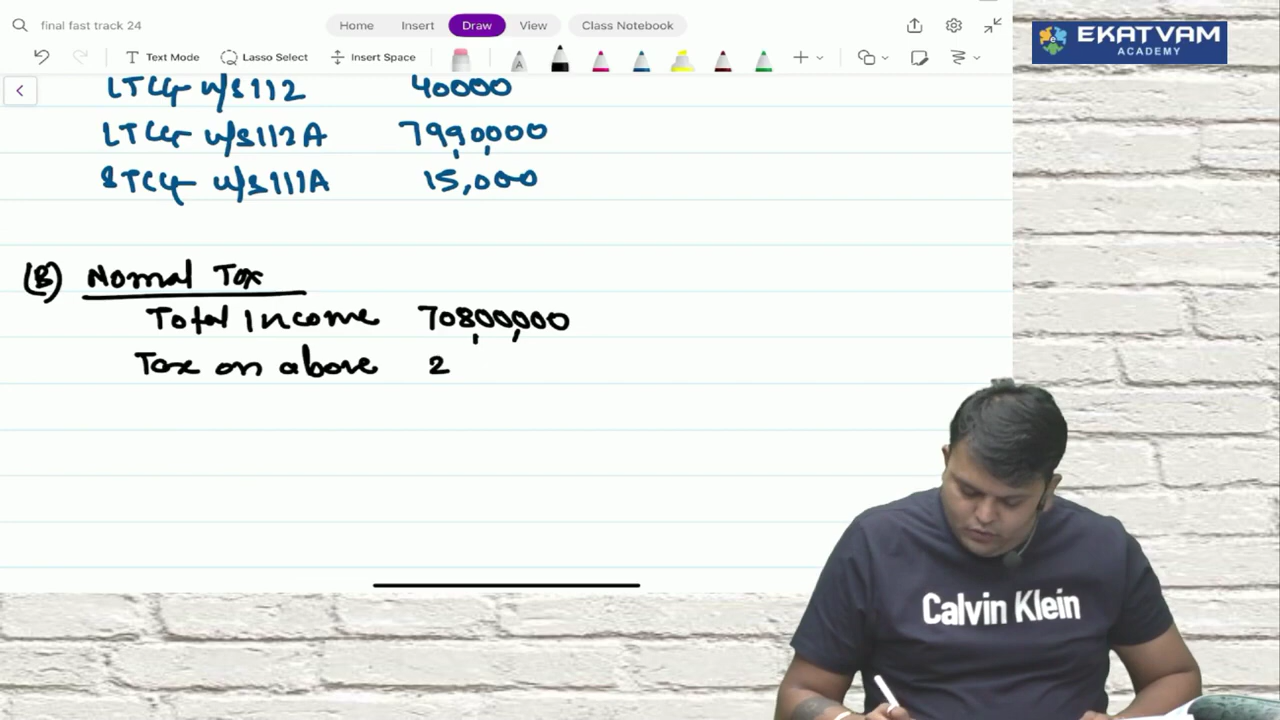 final fast track 24
Home Insert Draw View Class Notebook
Text Mode Lasso Select Insert Space
LTCG u/s 112 40000
LTCG u/s 112A 7990000
STCG u/s 111A 15,000
(B) Normal Tax
Total Income 70800000
Tax on above 2
EKATVAM
ACADEMY
Calvin Klein